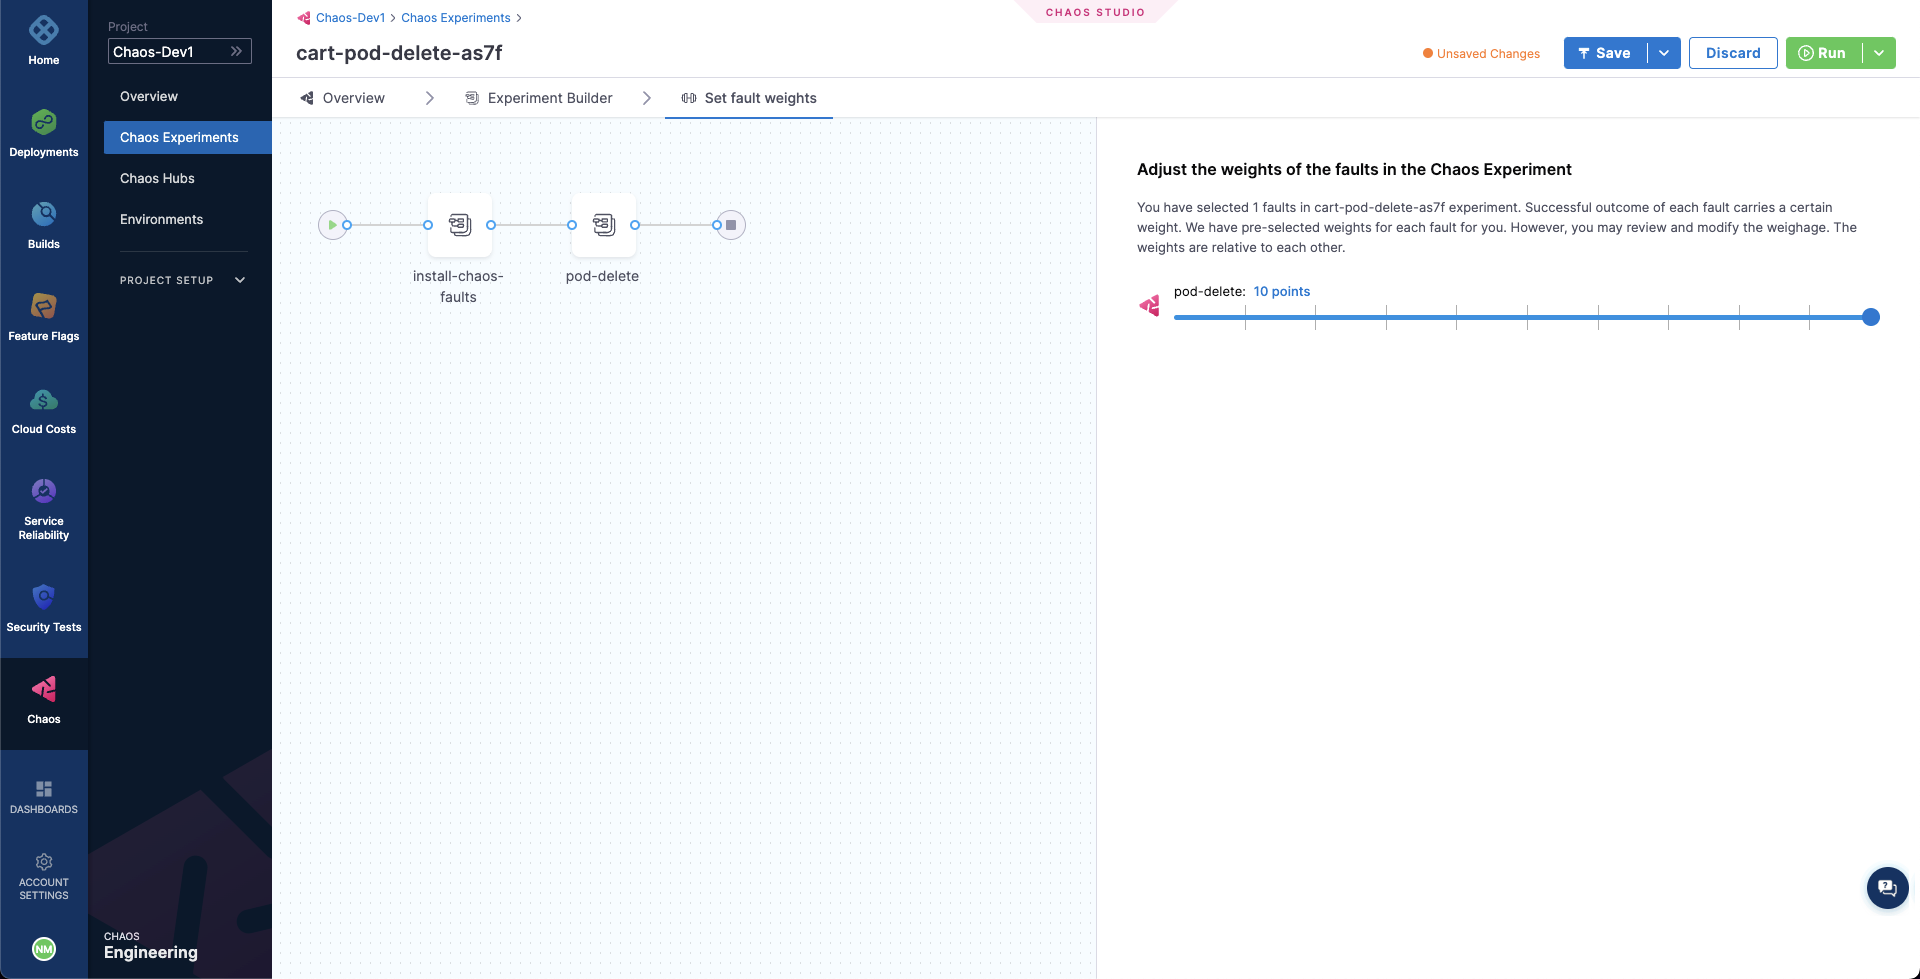 Home
Deployments
Builds
Feature Flags
Cloud Costs
Service
Reliability
Security Tests
Chaos
DASHBOARDS
ACCOUNT
SETTINGS
NM
Project
Chaos-Dev1
Overview
Chaos Experiments
Chaos Hubs
Environments
PROJECT SETUP
CHAOS
Engineering
Chaos-Dev1 > Chaos Experiments >
CHAOS STUDIO
cart-pod-delete-as7f
Unsaved Changes
Save
Discard
Run
Overview
Experiment Builder
Set fault weights
install-chaos-
faults
pod-delete
Adjust the weights of the faults in the Chaos Experiment
You have selected 1 faults in cart-pod-delete-as7f experiment. Successful outcome of each fault carries a certain
weight. We have pre-selected weights for each fault for you. However, you may review and modify the weighage. The
weights are relative to each other.
pod-delete: 10 points